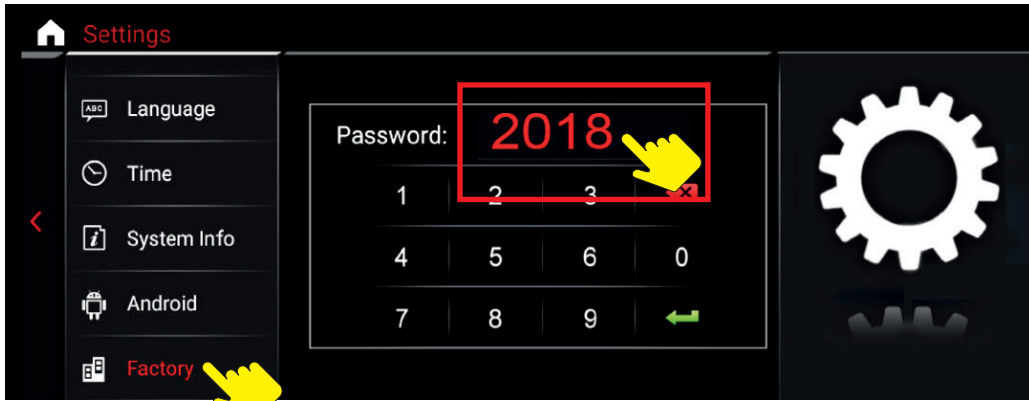 Settings
ABC Language
Time
i System Info
Android
Factory
Password: 2018
1 2 3
4 5 6 0
7 8 9